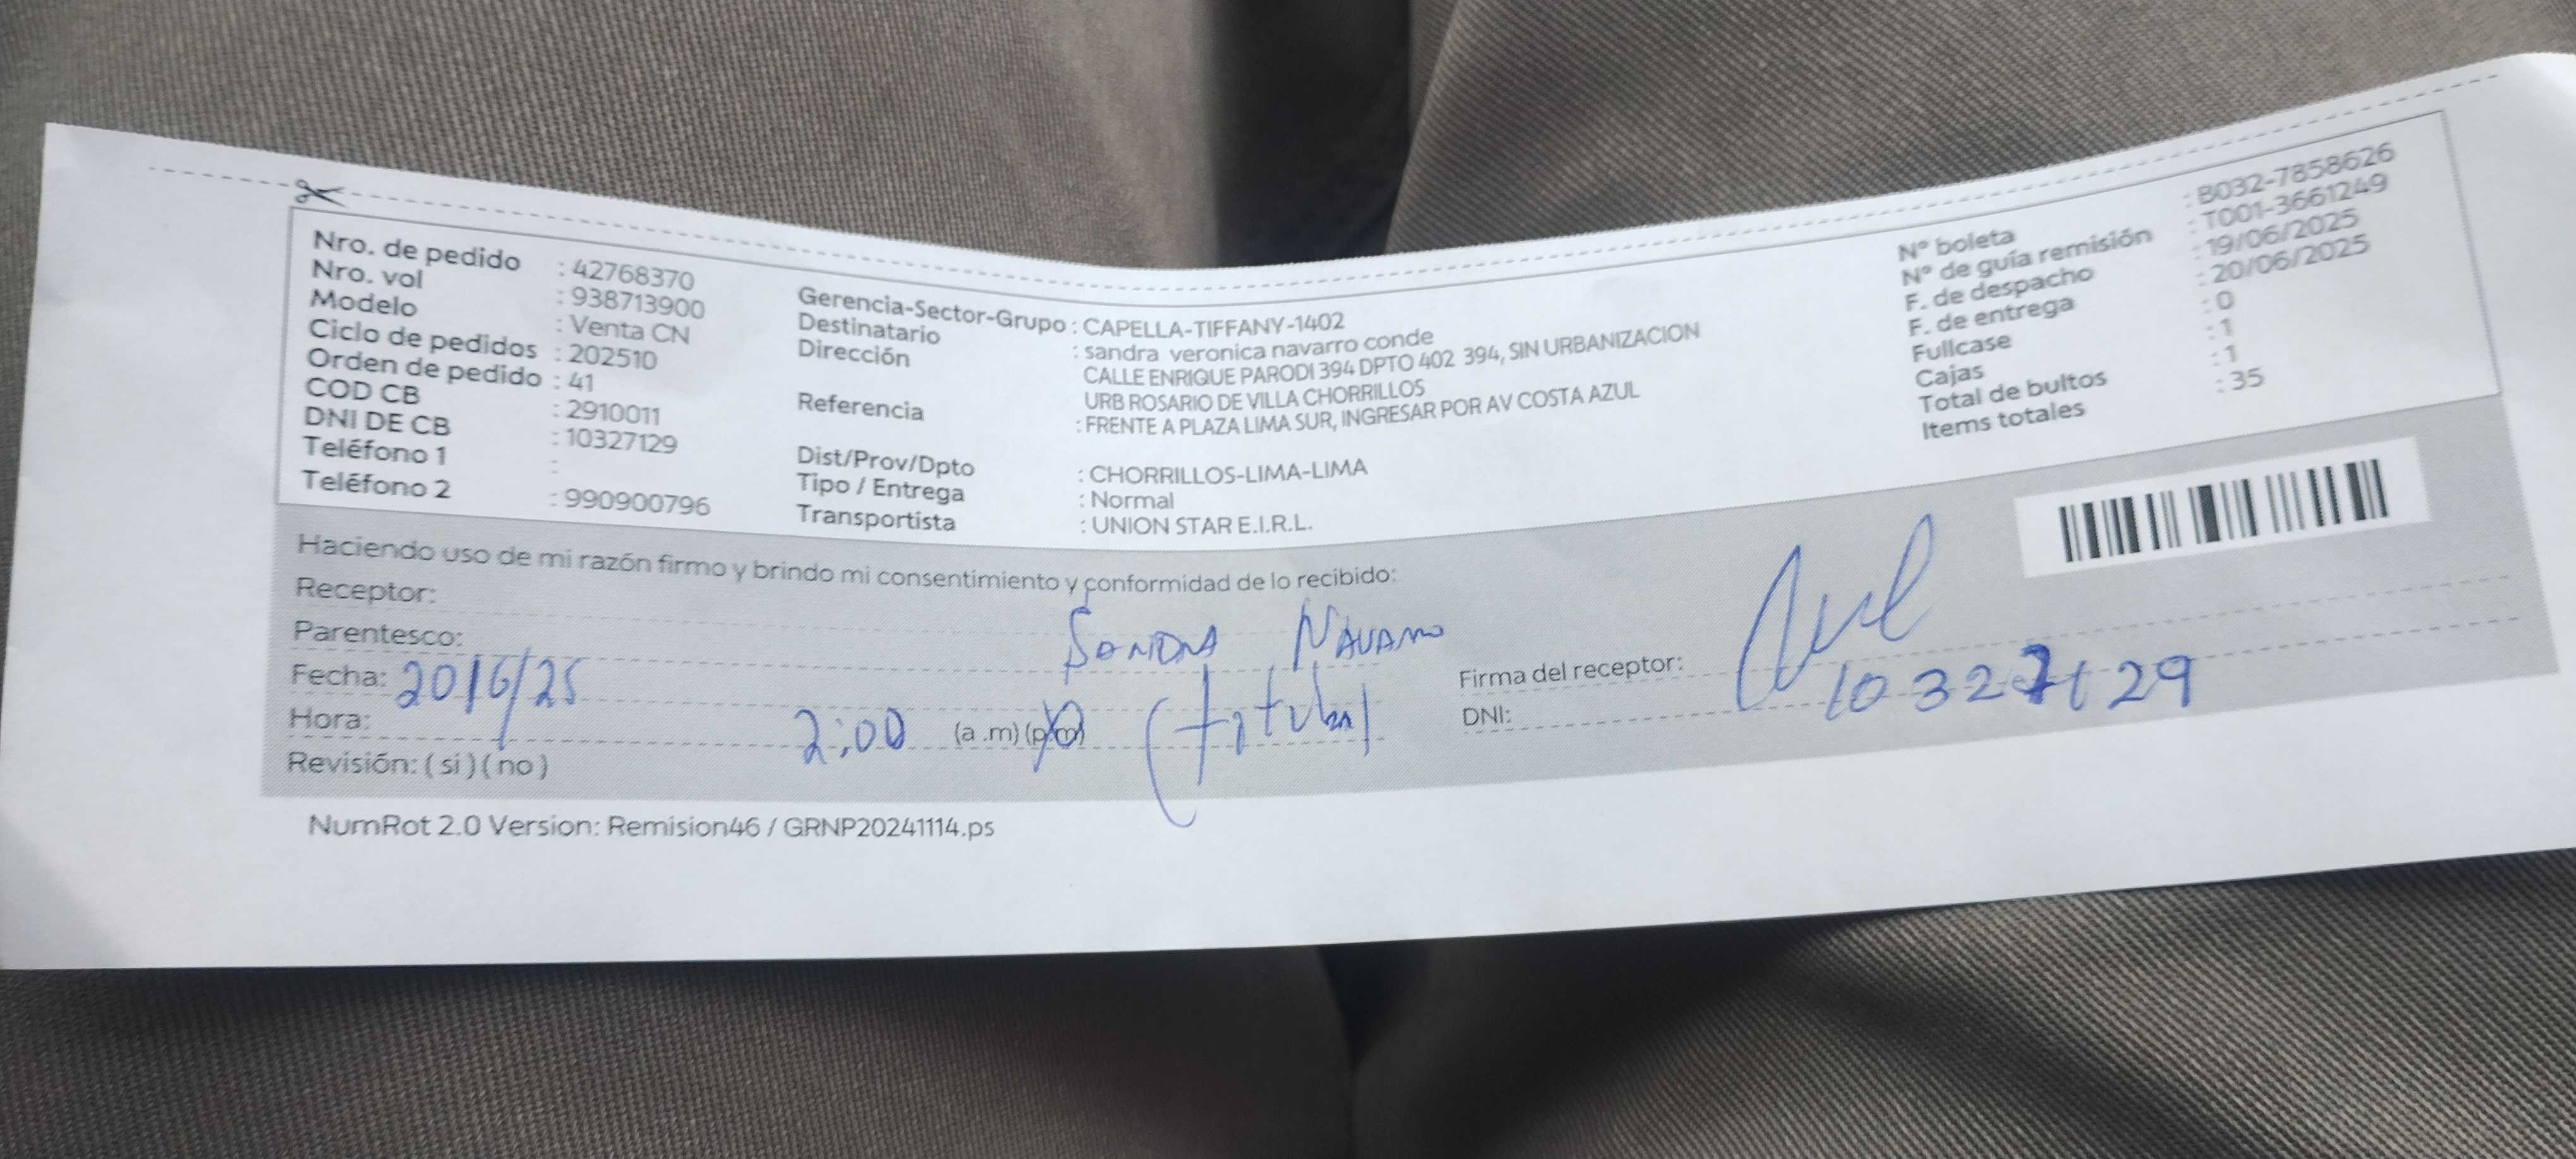 Nro. de pedido : 42768370
Nro. vol : 938713900
Modelo : Venta CN
Ciclo de pedidos : 202510
Orden de pedido : 41
COD CB : 2910011
DNI DE CB : 10327129
Teléfono 1 :
Teléfono 2 : 990900796
Gerencia-Sector-Grupo : CAPELLA-TIFFANY-1402
Destinatario : sandra veronica navarro conde
Dirección CALLE ENRIQUE PARODI 394 DPTO 402 394, SIN URBANIZACION
URB ROSARIO DE VILLA CHORRILLOS
Referencia : FRENTE A PLAZA LIMA SUR, INGRESAR POR AV COSTA AZUL
Dist/Prov/Dpto : CHORRILLOS-LIMA-LIMA
Tipo / Entrega : Normal
Transportista : UNION STAR E.I.R.L.
N° boleta : B032-7858626
N° de guía remisión : T001-3661249
F. de despacho : 19/06/2025
F. de entrega : 20/06/2025
Fullcase : 0
Cajas : 1
Total de bultos : 1
Items totales : 35
Haciendo uso de mi razón firmo y brindo mi consentimiento y conformidad de lo recibido:
Receptor:
Parentesco: Sandra Navarro
Fecha: 20/6/25
Hora: 2:00 (a .m) (p.m) (titular)
Revisión: ( si ) ( no )
Firma del receptor:
DNI: 10327129
NumRot 2.0 Version: Remision46 / GRNP20241114.ps